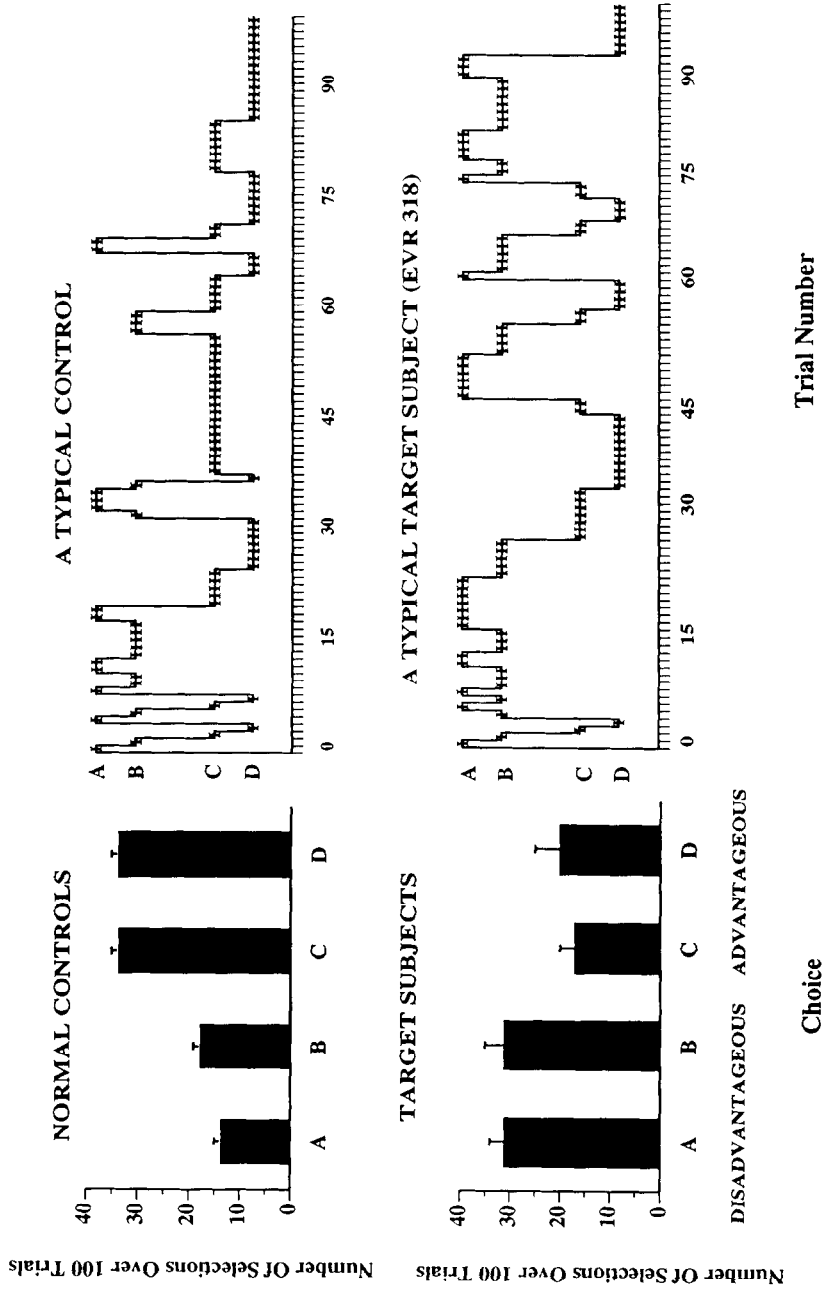 NORMAL CONTROLS
Number Of Selections Over 100 Trials
40
30
20
10
0
A B C D
A TYPICAL CONTROL
A
B
C
D
0 15 30 45 60 75 90
TARGET SUBJECTS
Number Of Selections Over 100 Trials
40
30
20
10
0
A B C D
DISADVANTAGEOUS ADVANTAGEOUS
Choice
A TYPICAL TARGET SUBJECT (EVR 318)
A
B
C
D
0 15 30 45 60 75 90
Trial Number